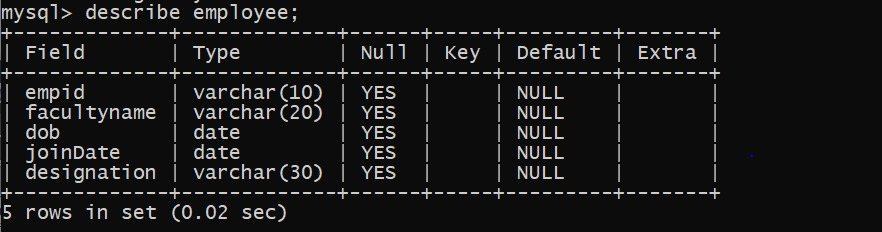 mysql> describe employee;
+-------------+-------------+------+-----+---------+-------+
| Field       | Type        | Null | Key | Default | Extra |
+-------------+-------------+------+-----+---------+-------+
| empid       | varchar(10) | YES  |     | NULL    |       |
| facultyname | varchar(20) | YES  |     | NULL    |       |
| dob         | date        | YES  |     | NULL    |       |
| joinDate    | date        | YES  |     | NULL    |       |
| designation | varchar(30) | YES  |     | NULL    |       |
+-------------+-------------+------+-----+---------+-------+
5 rows in set (0.02 sec)